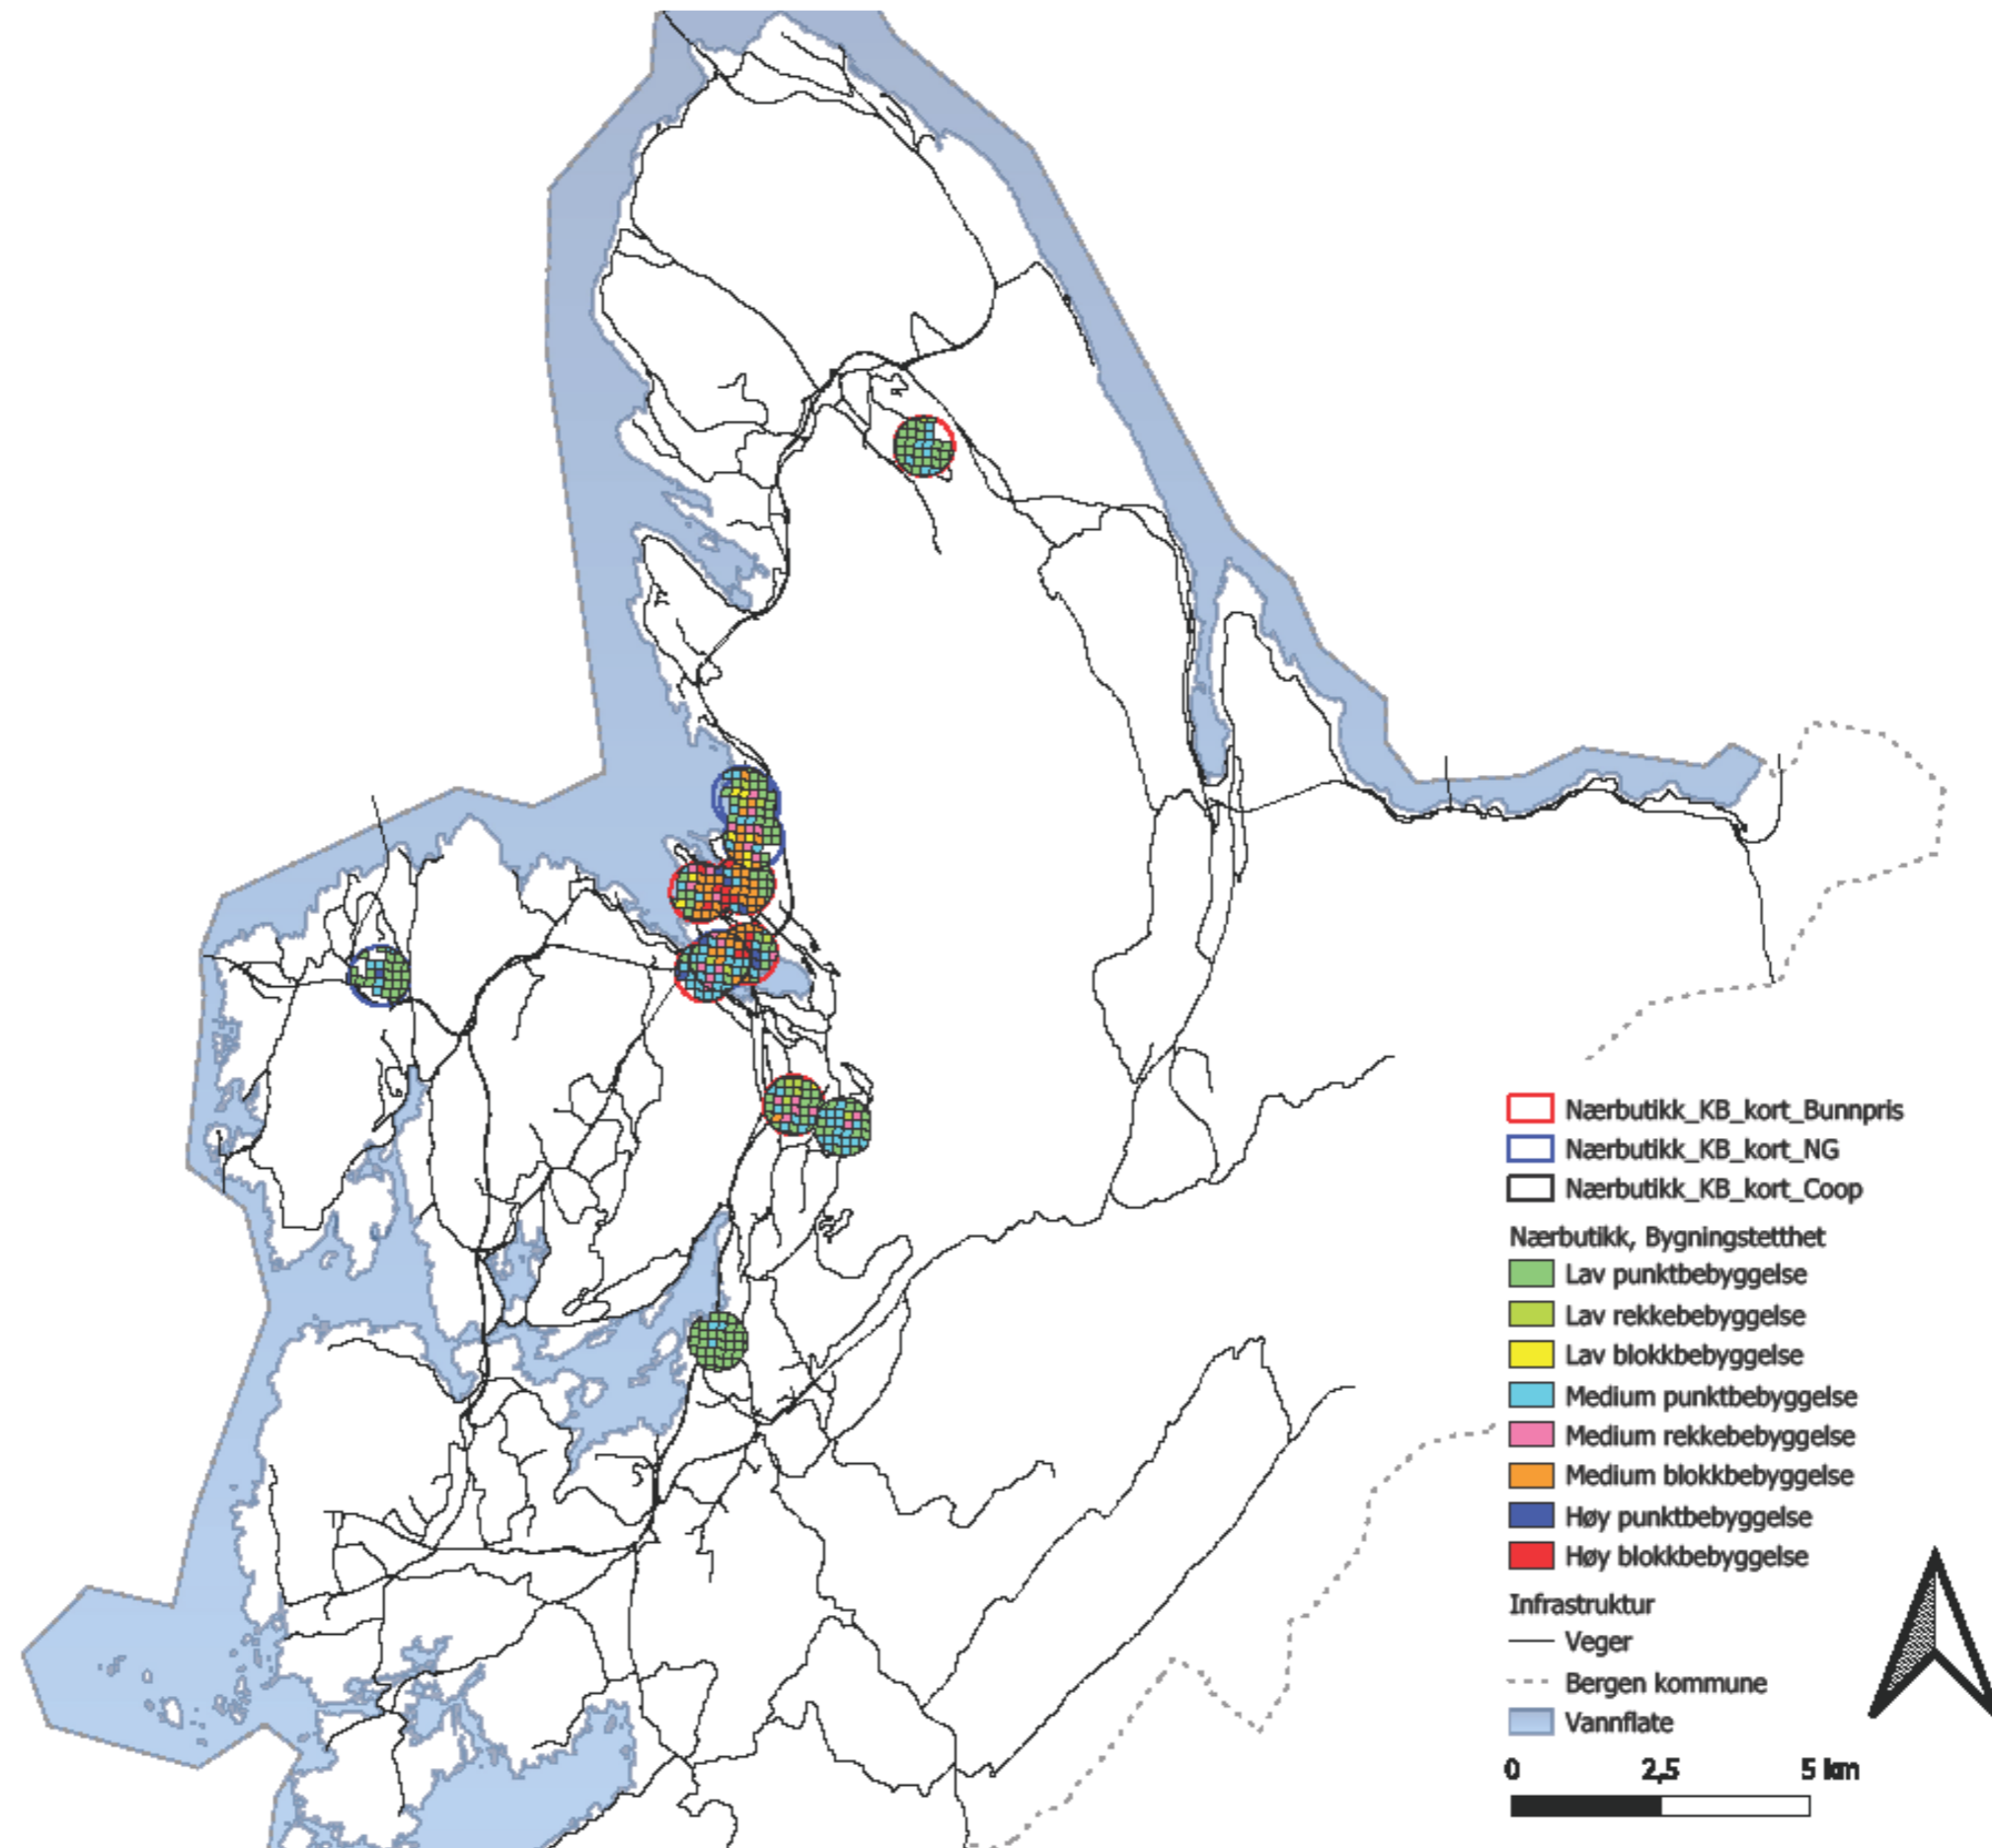 Nærbutikk_KB_kort_Bunnpris
Nærbutikk_KB_kort_NG
Nærbutikk_KB_kort_Coop
Nærbutikk, Bygningstetthet
Lav punktbebyggelse
Lav rekkebebyggelse
Lav blokkbebyggelse
Medium punktbebyggelse
Medium rekkebebyggelse
Medium blokkbebyggelse
Høy punktbebyggelse
Høy blokkbebyggelse
Infrastruktur
Veger
Bergen kommune
Vannflate
0 2,5 5 km